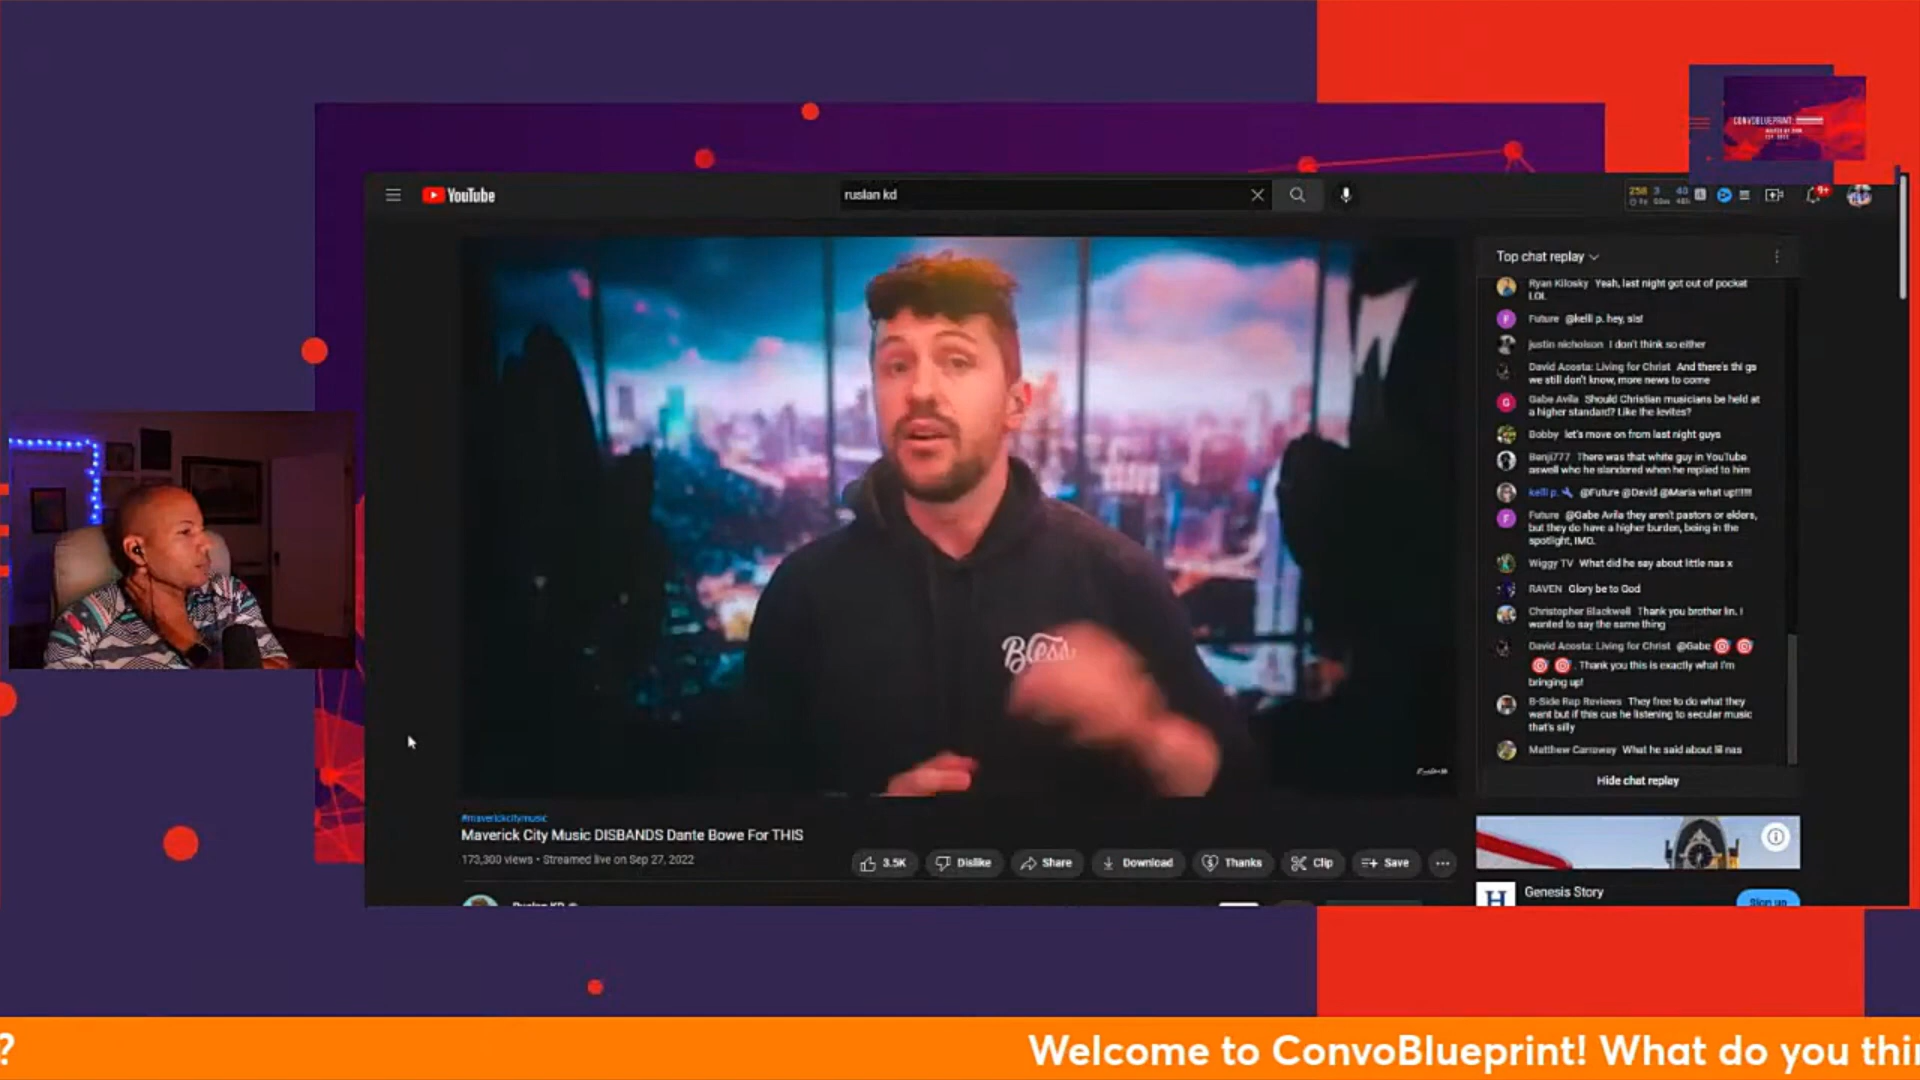 CONVOBLUEPRINT
YouTube
ruslan kd
9+
Top chat replay
Ryan Kilosky Yeah, last night got out of pocket
LOL
Future @kelli p. hey, sis!
justin nicholson I don't think so either
David Acosta: Living for Christ And there's thi gs
we still don't know, more news to come
Gabe Avila Should Christian musicians be held at
a higher standard? Like the levites?
Bobby let's move on from last night guys
Benji777 There was that white guy in YouTube
aswell who he slandered when he replied to him
kelli p. @Future @David @Maria what up!!!!!!
Future @Gabe Avila they aren't pastors or elders,
but they do have a higher burden, being in the
spotlight, IMO.
Wiggy TV What did he say about little nas x
RAVEN Glory be to God
Christopher Blackwell Thank you brother lin. I
wanted to say the same thing
David Acosta: Living for Christ @Gabe
. Thank you this is exactly what I'm
bringing up!
B-Side Rap Reviews They free to do what they
want but if this cus he listening to secular music
that's silly
Matthew Carraway What he said about lil nas
Hide chat replay
Bless.
#maverickcitymusic
Maverick City Music DISBANDS Dante Bowe For THIS
173,300 views • Streamed live on Sep 27, 2022
3.5K Dislike Share Download Thanks Clip Save
Ruslan KD
H Genesis Story
Sign up
? Welcome to ConvoBlueprint! What do you thin